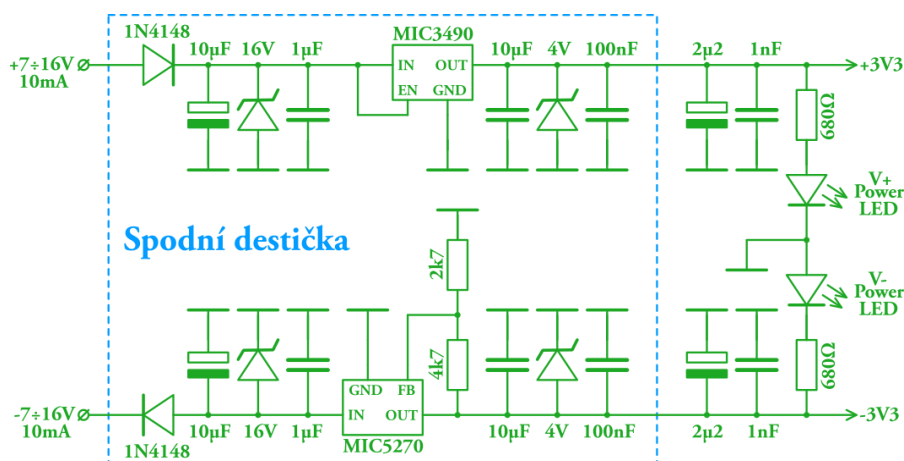 1N4148
10µF 16V 1µF
MIC3490
10µF 4V 100nF
2µ2 1nF
+7÷16V
10mA
IN OUT
EN GND
+3V3
680Ω
V+
Power
LED
Spodní destička
2k7
V-
Power
LED
4k7
680Ω
GND FB
IN OUT
-7÷16V
10mA
-3V3
1N4148
10µF 16V 1µF
MIC5270
10µF 4V 100nF
2µ2 1nF